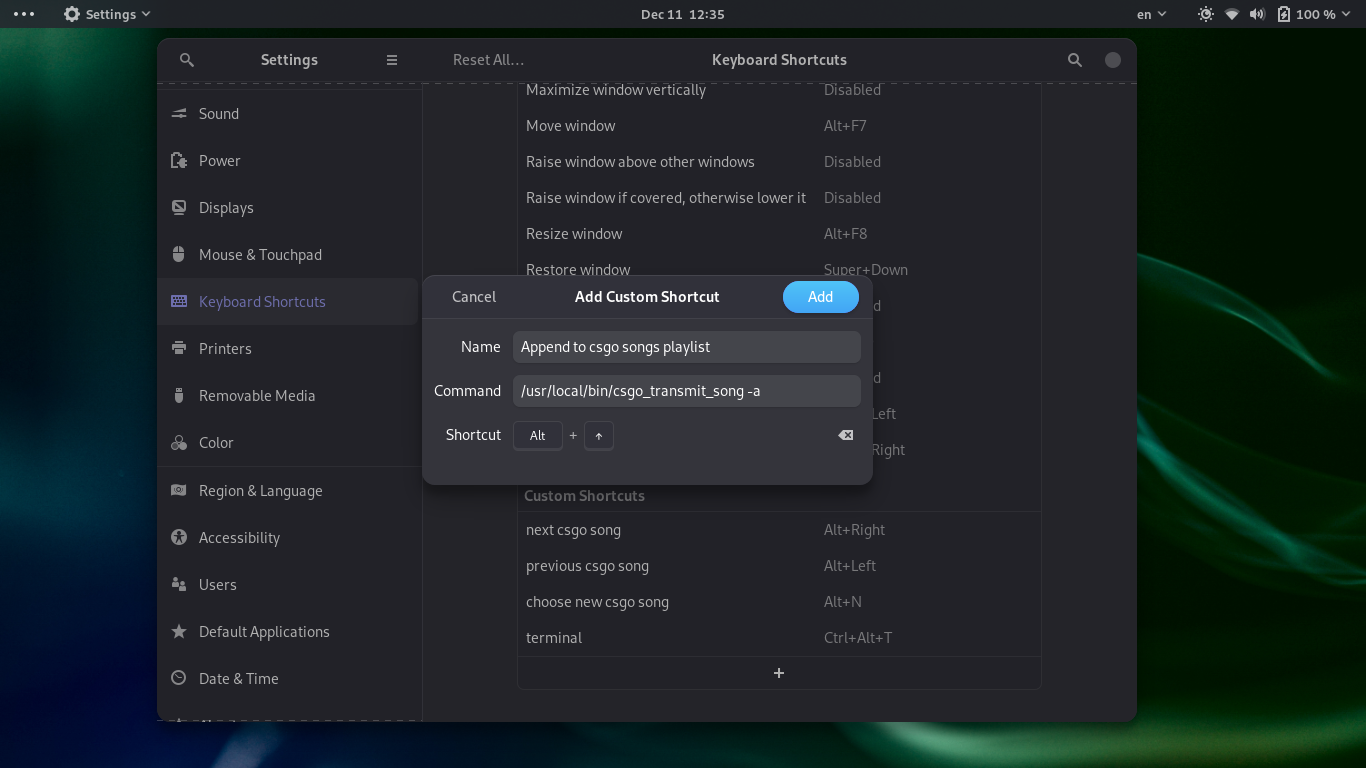 Settings
Dec 11 12:35
en
100 %
Settings
Reset All...
Keyboard Shortcuts
Sound
Power
Displays
Mouse & Touchpad
Keyboard Shortcuts
Printers
Removable Media
Color
Region & Language
Accessibility
Users
Default Applications
Date & Time
Maximize window vertically Disabled
Move window Alt+F7
Raise window above other windows Disabled
Raise window if covered, otherwise lower it Disabled
Resize window Alt+F8
Restore window Super+Down
Cancel
Add Custom Shortcut
Add
Name Append to csgo songs playlist
Command /usr/local/bin/csgo_transmit_song -a
Shortcut Alt + ↑
Left
Right
Custom Shortcuts
next csgo song Alt+Right
previous csgo song Alt+Left
choose new csgo song Alt+N
terminal Ctrl+Alt+T
+